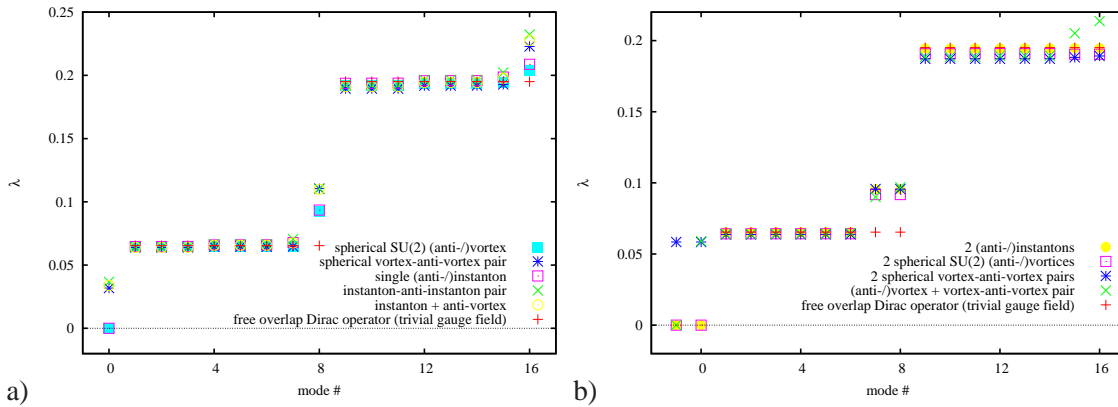 0.25
0.2
0.15
0.1
0.05
0
λ
spherical SU(2) (anti-/)vortex
spherical vortex-anti-vortex pair
single (anti-/)instanton
instanton-anti-instanton pair
instanton + anti-vortex
free overlap Dirac operator (trivial gauge field)
0 4 8 12 16
mode #
a)
0.2
0.15
0.1
0.05
0
λ
2 (anti-/)instantons
2 spherical SU(2) (anti-/)vortices
2 spherical vortex-anti-vortex pairs
(anti-/)vortex + vortex-anti-vortex pair
free overlap Dirac operator (trivial gauge field)
0 4 8 12 16
mode #
b)